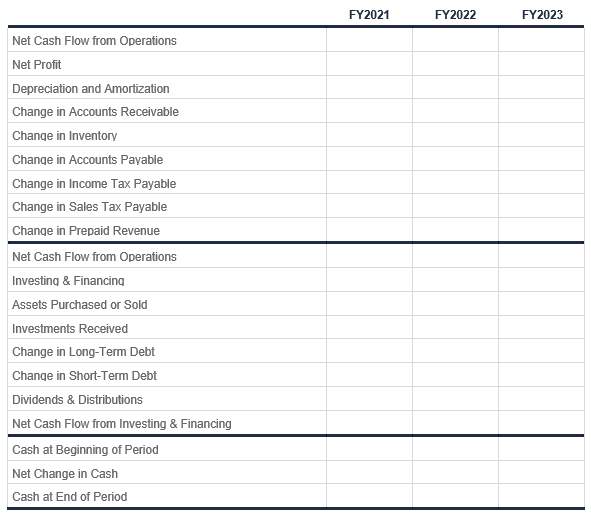 FY2021 FY2022 FY2023
Net Cash Flow from Operations
Net Profit
Depreciation and Amortization
Change in Accounts Receivable
Change in Inventory
Change in Accounts Payable
Change in Income Tax Payable
Change in Sales Tax Payable
Change in Prepaid Revenue
Net Cash Flow from Operations
Investing & Financing
Assets Purchased or Sold
Investments Received
Change in Long-Term Debt
Change in Short-Term Debt
Dividends & Distributions
Net Cash Flow from Investing & Financing
Cash at Beginning of Period
Net Change in Cash
Cash at End of Period